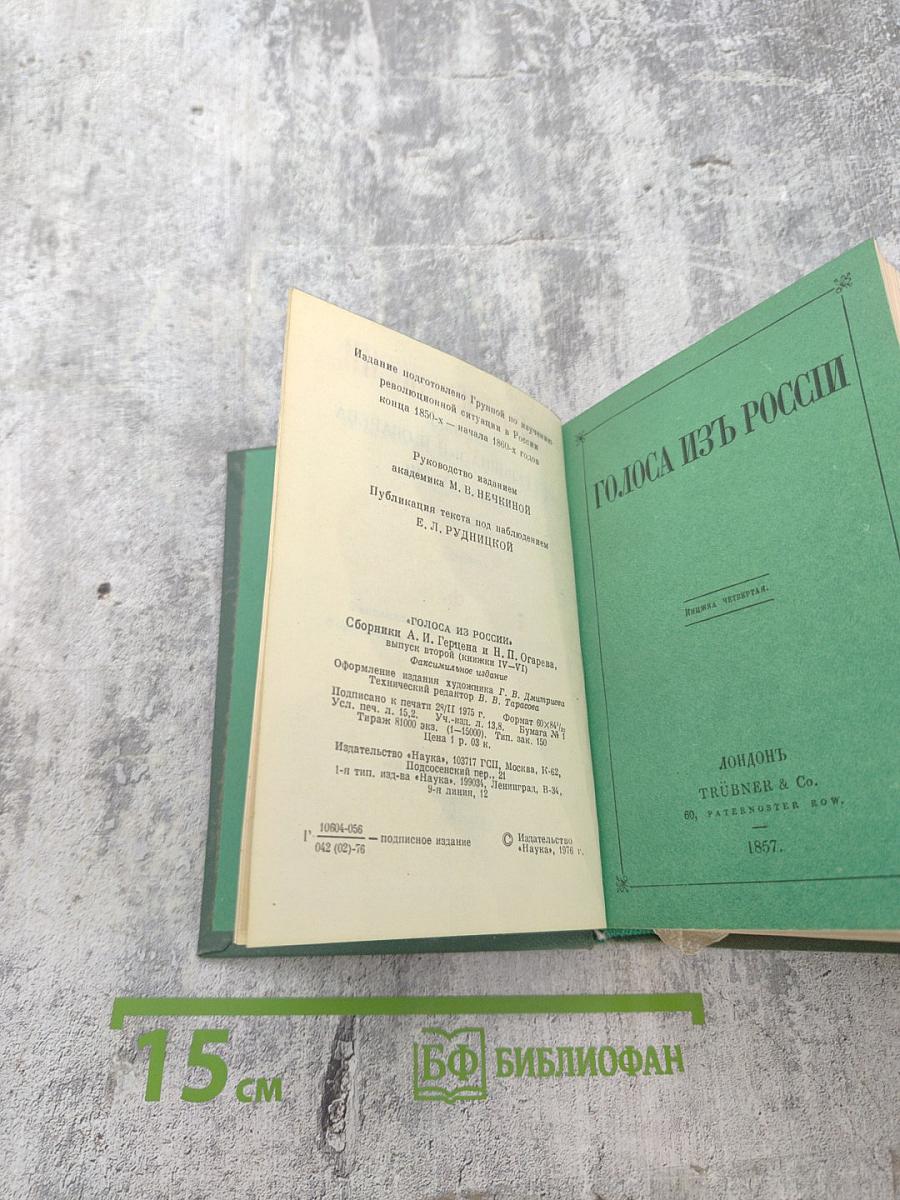 Издание подготовлено Группой по изучению
революционной ситуации в России
конца 1850-х — начала 1860-х годов
Руководство изданием
академика М. В. НЕЧКИНОЙ
Публикация текста под наблюдением
Е. Л. РУДНИЦКОЙ
«ГОЛОСА ИЗ РОССИИ»
Сборники А. И. Герцена и Н. П. Огарева,
выпуск второй (книжки IV—VI)
Факсимильное издание
Оформление издания художника Г. В. Дмитриева
Технический редактор В. В. Тарасова
Подписано к печати 28/II 1975 г. Формат 60×84¹/₃₂
Усл. печ. л. 15,2. Уч.-изд. л. 13,8. Бумага № 1
Тираж 81000 экз. (1—15000). Тип. зак. 150
Цена 1 р. 03 к.
Издательство «Наука», 103717 ГСП, Москва, К-62,
Подсосенский пер., 21
1-я тип. изд-ва «Наука». 199034, Ленинград, В-34,
9-я линия, 12
Г 10604-056 — подписное издание
042 (02)-76
© Издательство
«Наука», 1976 г.
ГОЛОСА ИЗЪ РОССІИ
Книжка четвертая.
ЛОНДОНЪ
TRÜBNER & Co.
60, PATERNOSTER ROW.
1857.
15 СМ
БФ БИБЛИОФАН